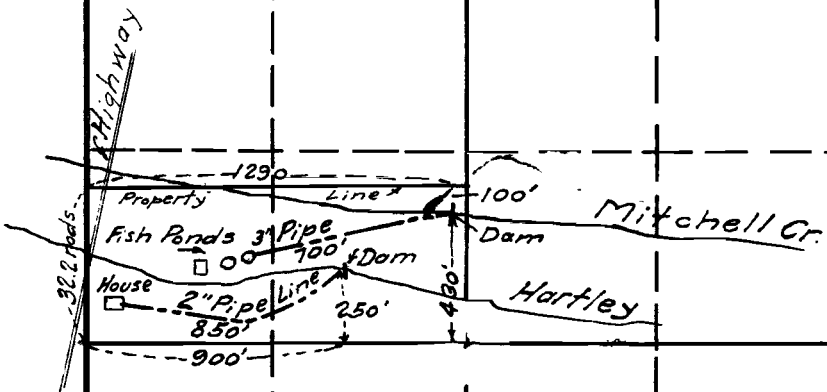 Highway
1290
Property Line
100'
Mitchell Cr.
Fish Ponds
3" Pipe
700'
Dam
Dam
32.2 rods
House
2" Pipe Line
850'
250'
430'
Hartley
900'